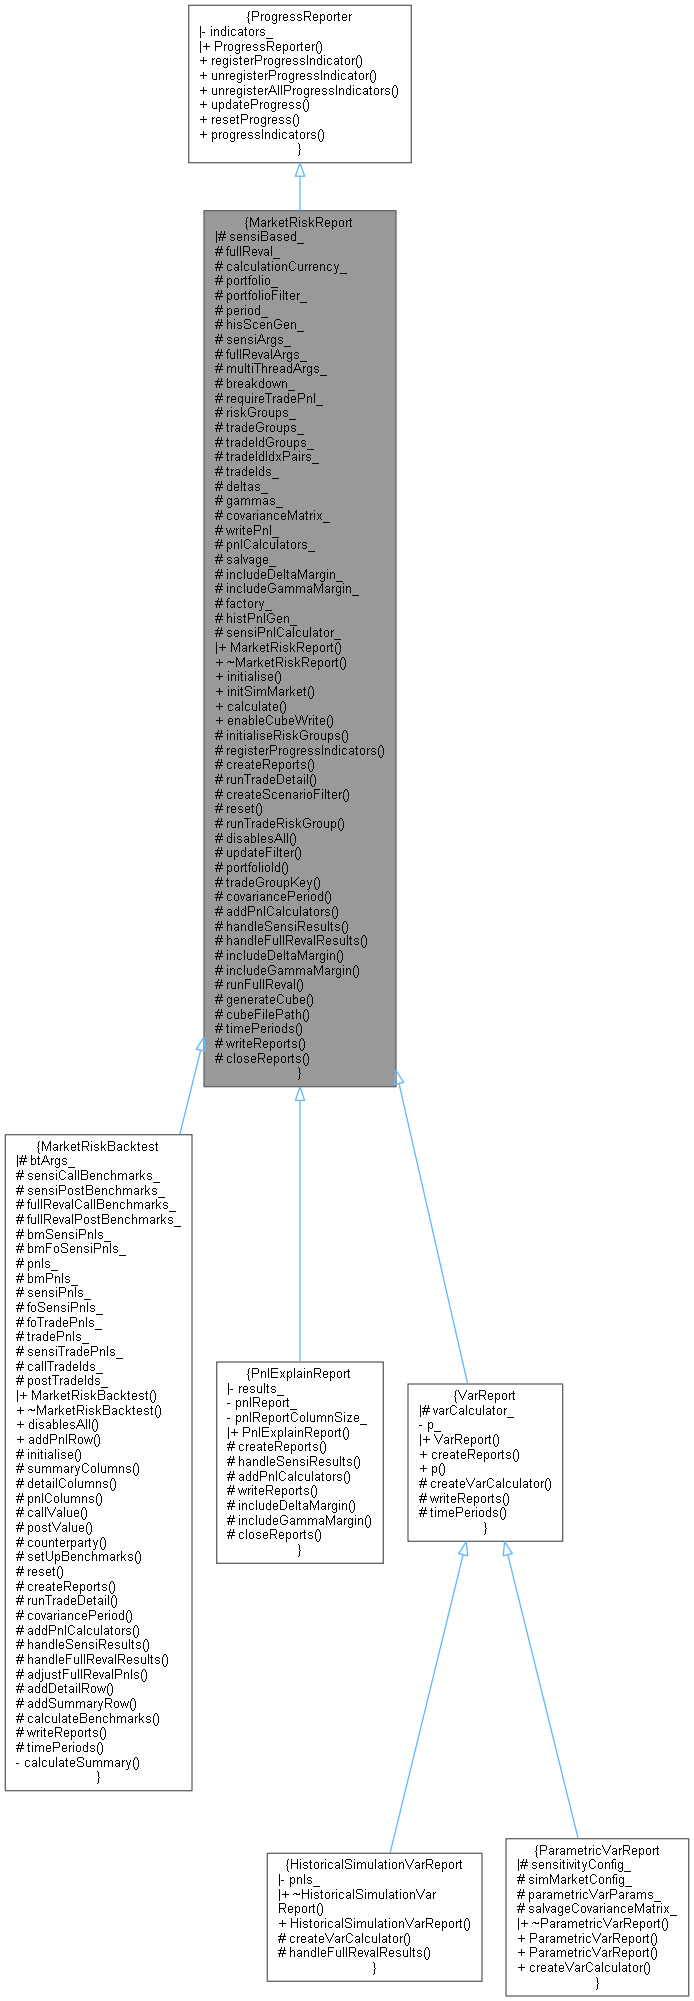 {ProgressReporter
|- indicators_
|+ ProgressReporter()
+ registerProgressIndicator()
+ unregisterProgressIndicator()
+ unregisterAllProgressIndicators()
+ updateProgress()
+ resetProgress()
+ progressIndicators()
}
{MarketRiskReport
|# sensiBased_
# fullReval_
# calculationCurrency_
# portfolio_
# portfolioFilter_
# period_
# hisScenGen_
# sensiArgs_
# fullRevalArgs_
# multiThreadArgs_
# breakdown_
# requireTradePnl_
# riskGroups_
# tradeGroups_
# tradeIdGroups_
# tradeIdIdxPairs_
# tradeIds_
# deltas_
# gammas_
# covarianceMatrix_
# writePnl_
# pnlCalculators_
# salvage_
# includeDeltaMargin_
# includeGammaMargin_
# factory_
# histPnlGen_
# sensiPnlCalculator_
|+ MarketRiskReport()
+ ~MarketRiskReport()
+ initialise()
+ initSimMarket()
+ calculate()
+ enableCubeWrite()
# initialiseRiskGroups()
# registerProgressIndicators()
# createReports()
# runTradeDetail()
# createScenarioFilter()
# reset()
# runTradeRiskGroup()
# disablesAll()
# updateFilter()
# portfolioId()
# tradeGroupKey()
# covariancePeriod()
# addPnlCalculators()
# handleSensiResults()
# handleFullRevalResults()
# includeDeltaMargin()
# includeGammaMargin()
# runFullReval()
# generateCube()
# cubeFilePath()
# timePeriods()
# writeReports()
# closeReports()
}
{MarketRiskBacktest
|# btArgs_
# sensiCallBenchmarks_
# sensiPostBenchmarks_
# fullRevalCallBenchmarks_
# fullRevalPostBenchmarks_
# bmSensiPnls_
# bmFoSensiPnls_
# pnls_
# bmPnls_
# sensiPnls_
# foSensiPnls_
# foTradePnls_
# tradePnls_
# sensiTradePnls_
# callTradeIds_
# postTradeIds_
|+ MarketRiskBacktest()
+ ~MarketRiskBacktest()
+ disablesAll()
+ addPnlRow()
# initialise()
# summaryColumns()
# detailColumns()
# pnlColumns()
# callValue()
# postValue()
# counterparty()
# setUpBenchmarks()
# reset()
# createReports()
# runTradeDetail()
# covariancePeriod()
# addPnlCalculators()
# handleSensiResults()
# handleFullRevalResults()
# adjustFullRevalPnls()
# addDetailRow()
# addSummaryRow()
# calculateBenchmarks()
# writeReports()
# timePeriods()
- calculateSummary()
}
{PnlExplainReport
|- results_
- pnlReport_
- pnlReportColumnSize_
|+ PnlExplainReport()
# createReports()
# handleSensiResults()
# addPnlCalculators()
# writeReports()
# includeDeltaMargin()
# includeGammaMargin()
# closeReports()
}
{VarReport
|# varCalculator_
- p_
|+ VarReport()
+ createReports()
+ p()
# createVarCalculator()
# writeReports()
# timePeriods()
}
{HistoricalSimulationVarReport
|- pnls_
|+ ~HistoricalSimulationVar
Report()
+ HistoricalSimulationVarReport()
# createVarCalculator()
# handleFullRevalResults()
}
{ParametricVarReport
|# sensitivityConfig_
# simMarketConfig_
# parametricVarParams_
# salvageCovarianceMatrix_
|+ ~ParametricVarReport()
+ ParametricVarReport()
+ ParametricVarReport()
+ createVarCalculator()
}